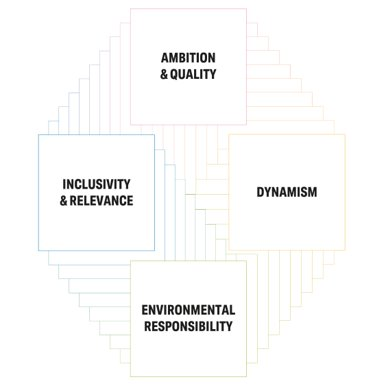 AMBITION
& QUALITY
INCLUSIVITY
& RELEVANCE
DYNAMISM
ENVIRONMENTAL
RESPONSIBILITY